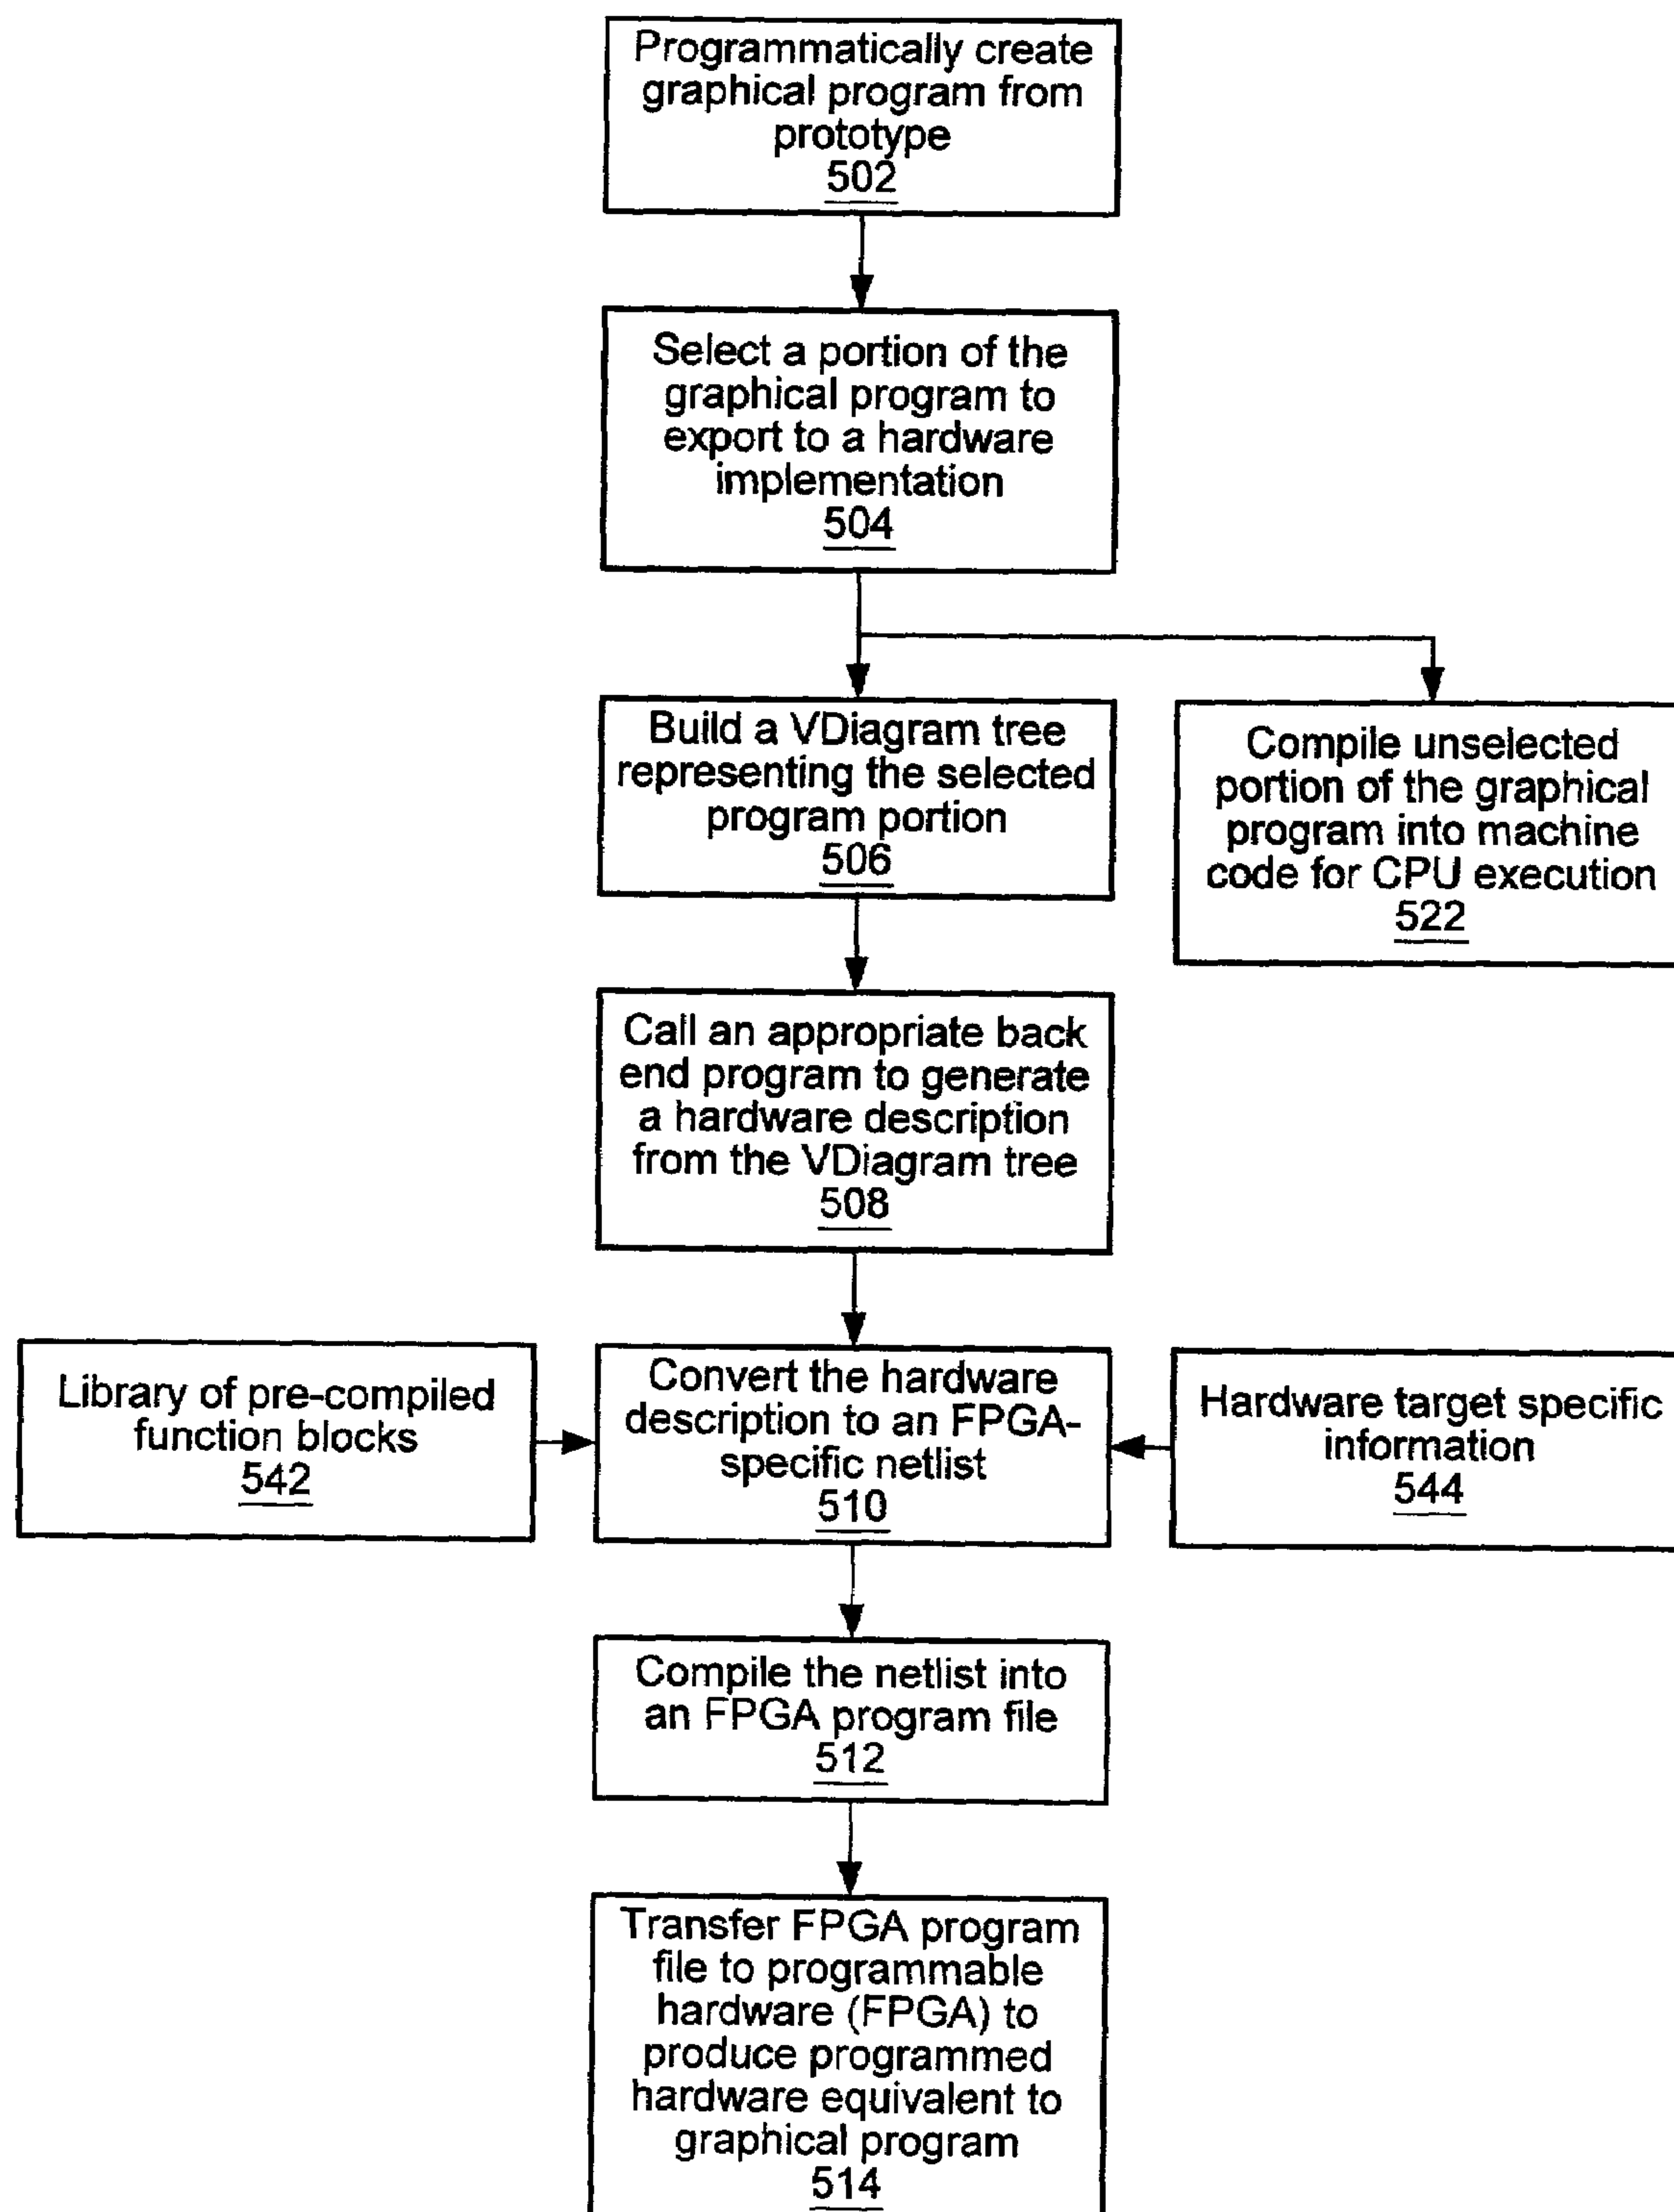 Programmatically create
graphical program from
prototype
502
Select a portion of the
graphical program to
export to a hardware
implementation
504
Build a VDiagram tree
representing the selected
program portion
506
Compile unselected
portion of the graphical
program into machine
code for CPU execution
522
Call an appropriate back
end program to generate
a hardware description
from the VDiagram tree
508
Library of pre-compiled
function blocks
542
Convert the hardware
description to an FPGA-
specific netlist
510
Hardware target specific
information
544
Compile the netlist into
an FPGA program file
512
Transfer FPGA program
file to programmable
hardware (FPGA) to
produce programmed
hardware equivalent to
graphical program
514